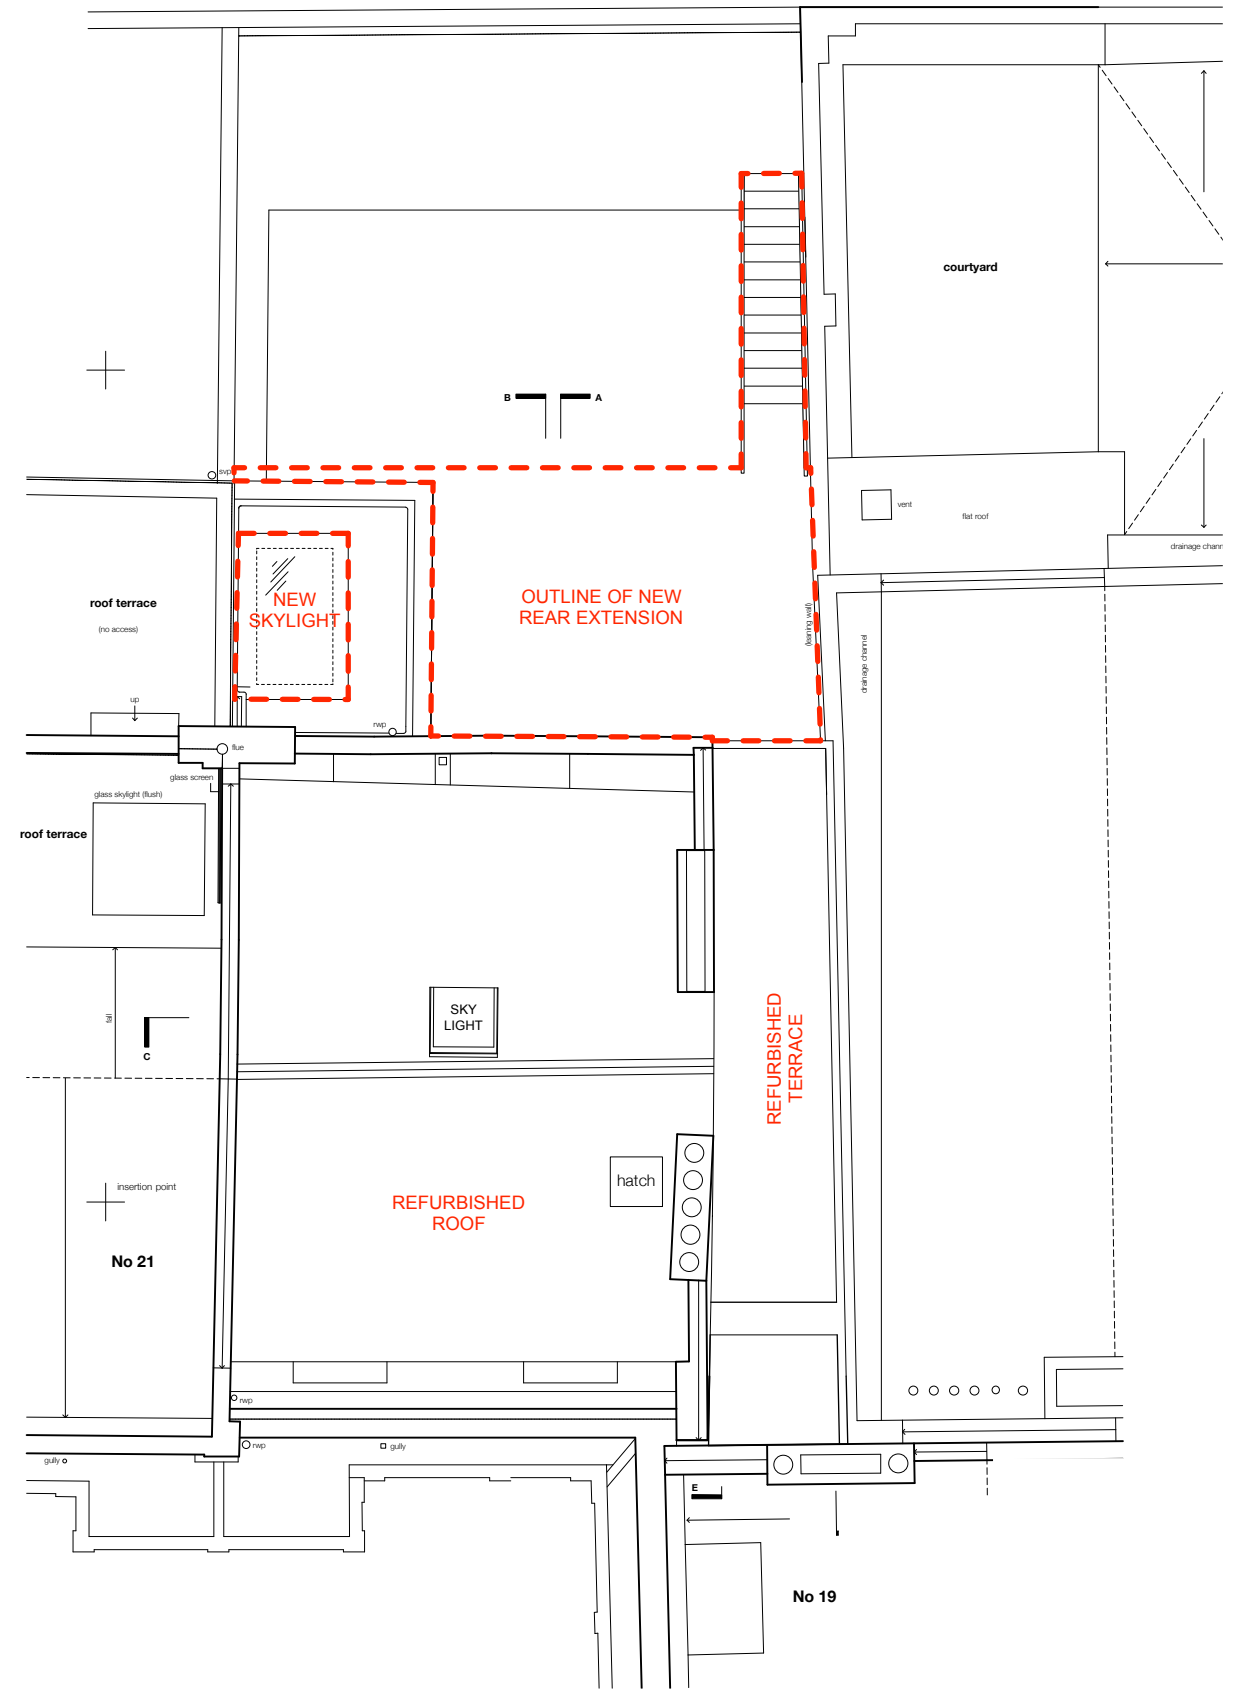 courtyard
B
A
svp
vent
flat roof
drainage chann
NEW
SKYLIGHT
OUTLINE OF NEW
REAR EXTENSION
roof terrace
(no access)
(leaning wall)
drainage channel
up
rwp
flue
glass screen
glass skylight (flush)
roof terrace
SKY
LIGHT
fall
C
REFURBISHED
TERRACE
insertion point
hatch
REFURBISHED
ROOF
No 21
rwp
rwp
gully
gully
E
No 19